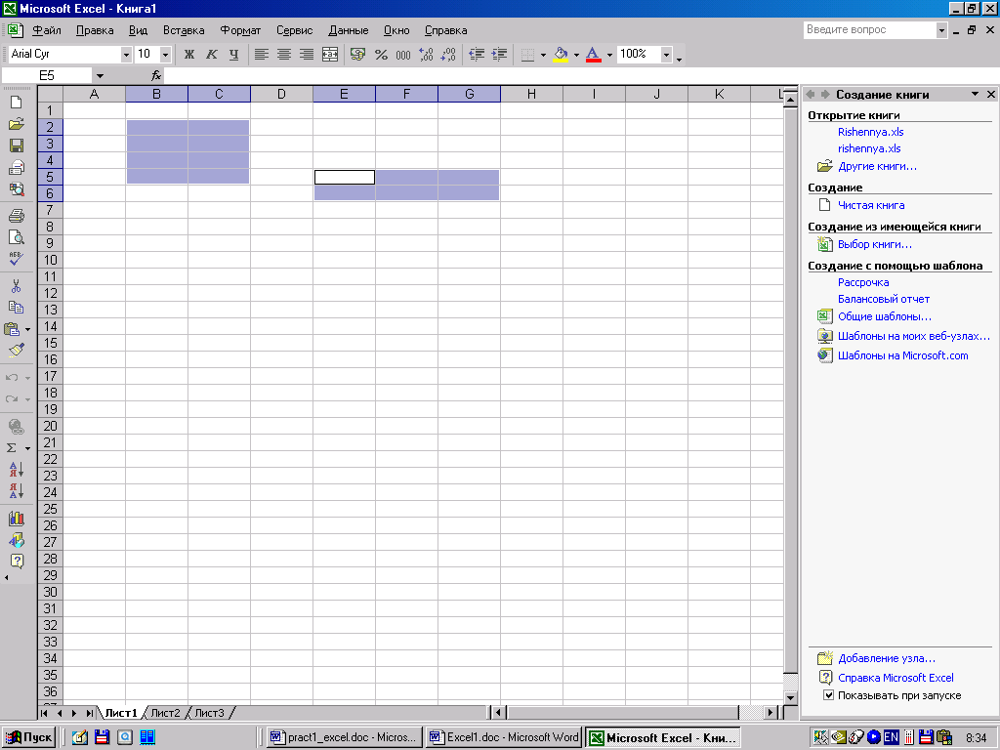 Microsoft Excel - Книга1
Файл Правка Вид Вставка Формат Сервис Данные Окно Справка
Введите вопрос
Arial Cyr 10 Ж К Ч % 000 100%
E5 fx
A B C D E F G H I J K L
1
2
3
4
5
6
7
8
9
10
11
12
13
14
15
16
17
18
19
20
21
22
23
24
25
26
27
28
29
30
31
32
33
34
35
36
37
Создание книги
Открытие книги
Rishennya.xls
rishennya.xls
Другие книги...
Создание
Чистая книга
Создание из имеющейся книги
Выбор книги...
Создание с помощью шаблона
Рассрочка
Балансовый отчет
Общие шаблоны...
Шаблоны на моих веб-узлах...
Шаблоны на Microsoft.com
Добавление узла...
Справка Microsoft Excel
Показывать при запуске
Лист1 Лист2 Лист3
Пуск pract1_excel.doc - Micros... Excel1.doc - Microsoft Word Microsoft Excel - Кни... EN 8:34